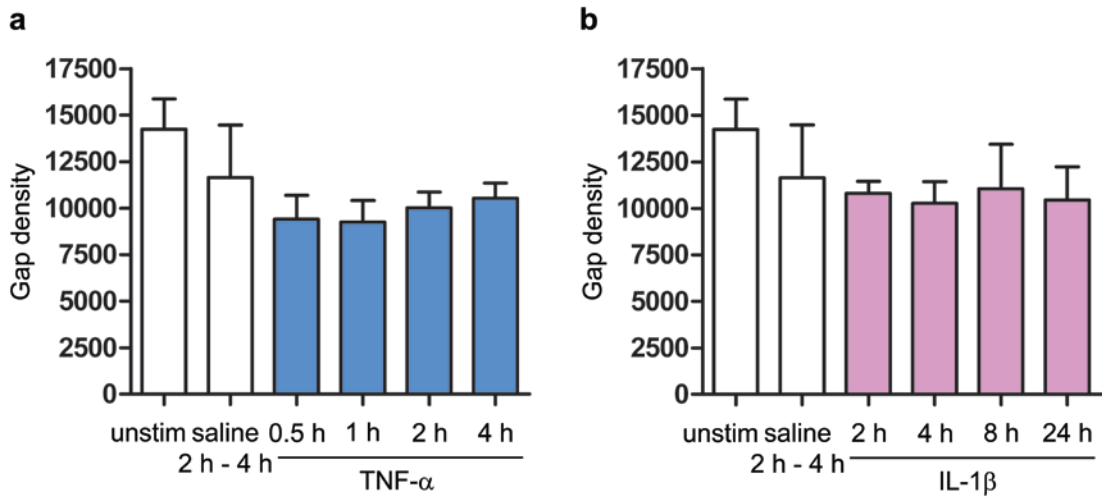 a
17500
15000
12500
10000
7500
5000
2500
0
Gap density
unstim saline 0.5 h 1 h 2 h 4 h
2 h - 4 h
TNF-α
b
17500
15000
12500
10000
7500
5000
2500
0
Gap density
unstim saline 2 h 4 h 8 h 24 h
2 h - 4 h
IL-1β